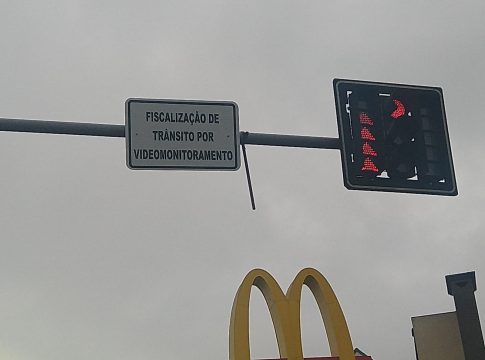 FISCALIZAÇÃO DE
TRÂNSITO POR
VIDEOMONITORAMENTO